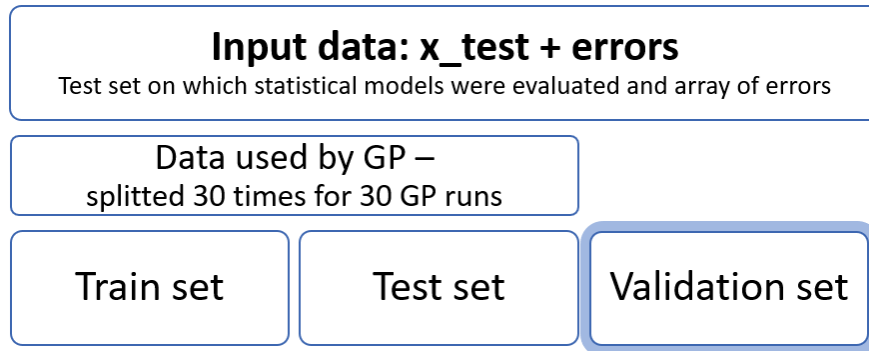 Input data: x_test + errors
Test set on which statistical models were evaluated and array of errors
Data used by GP –
splitted 30 times for 30 GP runs
Train set
Test set
Validation set